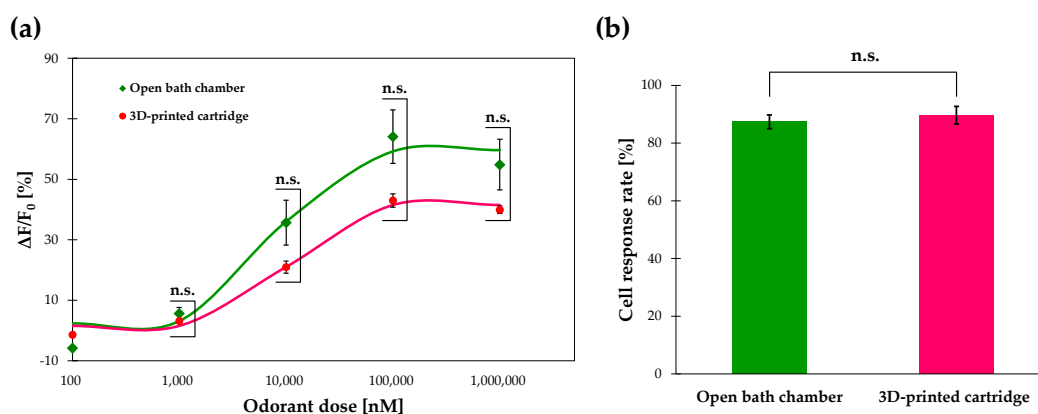 (a)
90
70
50
30
10
-10
ΔF/F0 [%]
Open bath chamber
3D-printed cartridge
n.s.
n.s.
n.s.
n.s.
100
1,000
10,000
100,000
1,000,000
Odorant dose [nM]
(b)
n.s.
100
80
60
40
20
0
Cell response rate [%]
Open bath chamber
3D-printed cartridge